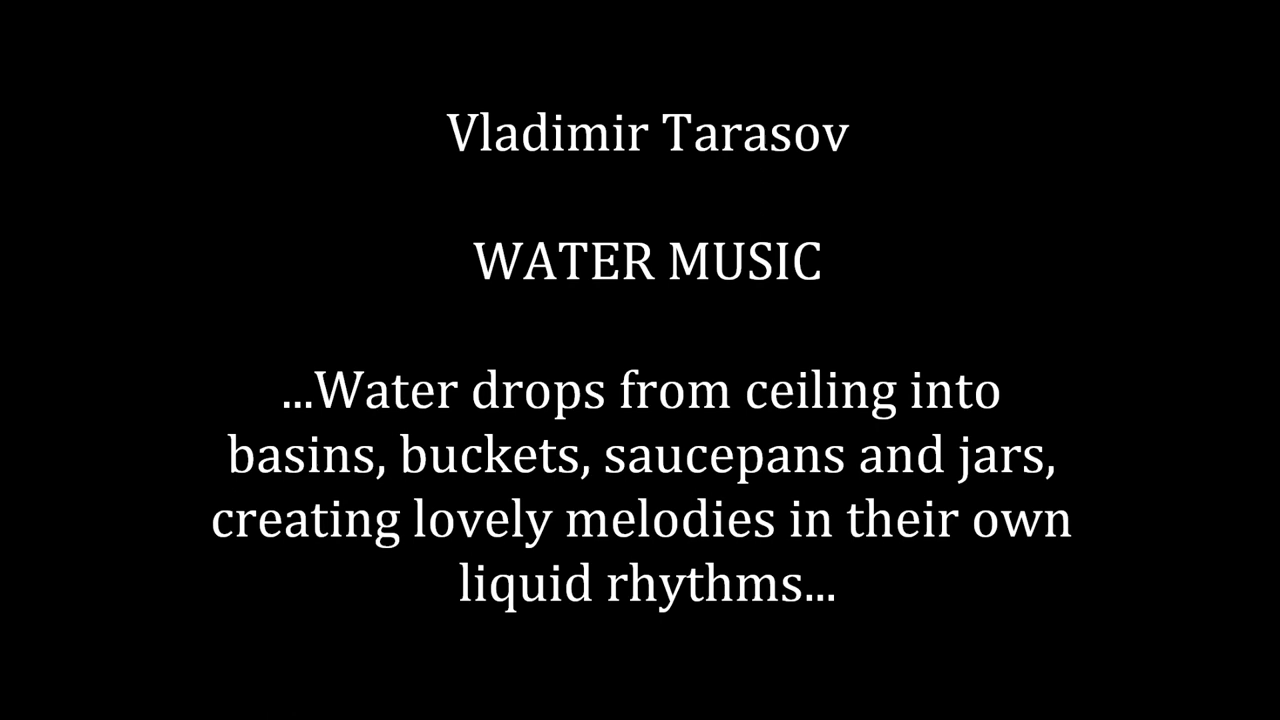 Vladimir Tarasov
WATER MUSIC
...Water drops from ceiling into
basins, buckets, saucepans and jars,
creating lovely melodies in their own
liquid rhythms...